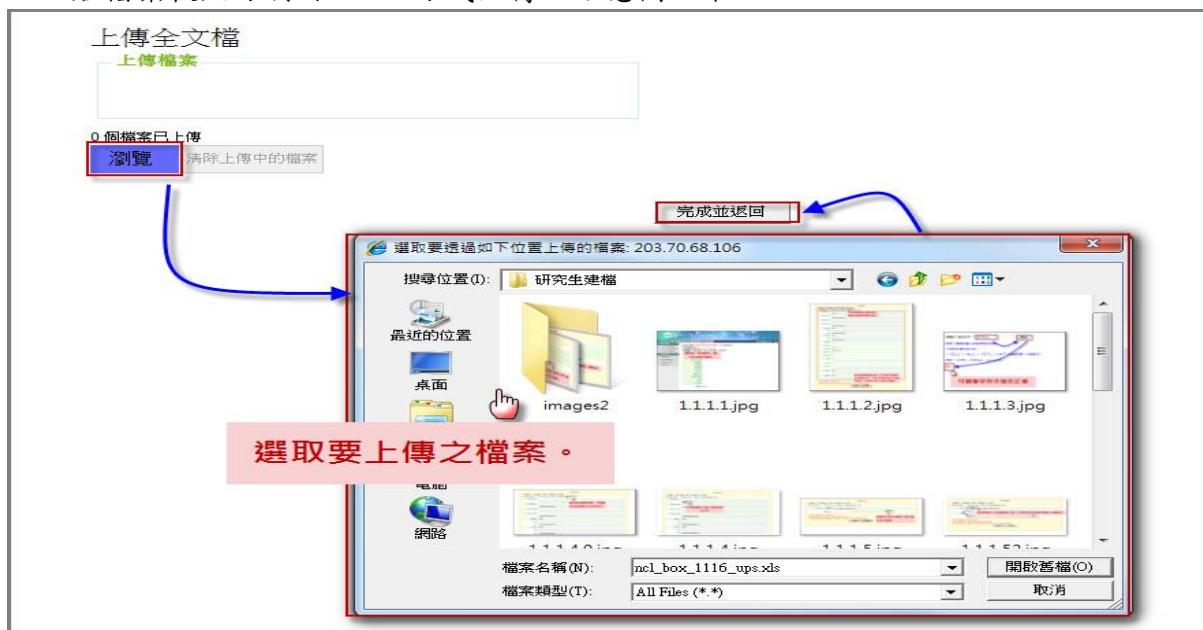 上傳全文檔
上傳檔案
0 個檔案已上傳
瀏覽 清除上傳中的檔案
完成並返回
選取要透過如下位置上傳的檔案: 203.70.68.106
搜尋位置(I): 研究生建檔
最近的位置
桌面
images2 1.1.1.1.jpg 1.1.1.2.jpg 1.1.1.3.jpg
選取要上傳之檔案。
電腦
網路
檔案名稱(N): ncl_box_1116_ups.xls 開啟舊檔(O)
檔案類型(T): All Files (*.*) 取消